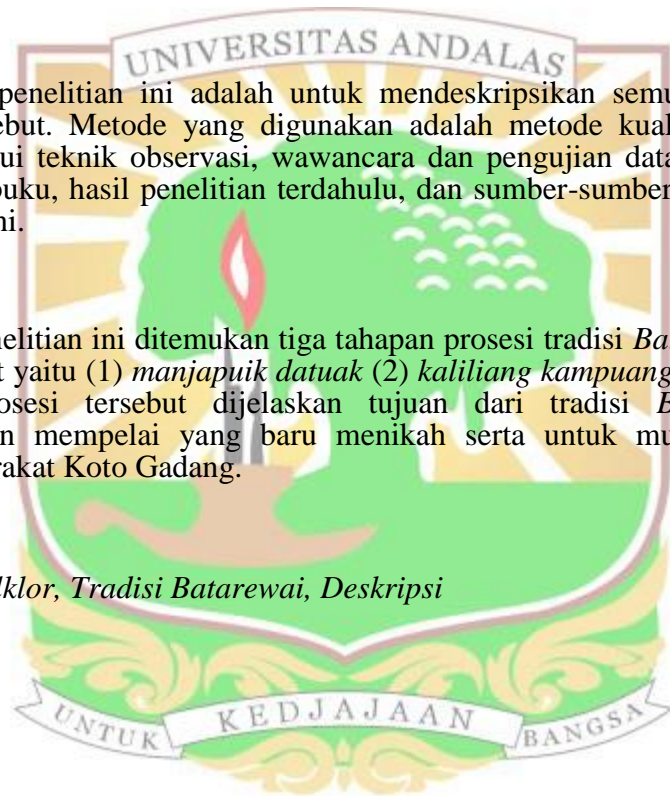 UNIVERSITAS ANDALAS
penelitian ini adalah untuk mendeskripsikan semu
ebut. Metode yang digunakan adalah metode kual
ui teknik observasi, wawancara dan pengujian data
buku, hasil penelitian terdahulu, dan sumber-sumber
ni.
nelitian ini ditemukan tiga tahapan prosesi tradisi Ba
t yaitu (1) manjapuik datuak (2) kaliliang kampuang
osesi tersebut dijelaskan tujuan dari tradisi B
n mempelai yang baru menikah serta untuk mu
rakat Koto Gadang.
lklor, Tradisi Batarewai, Deskripsi
UNTUK KEDJAJAAN BANGSA